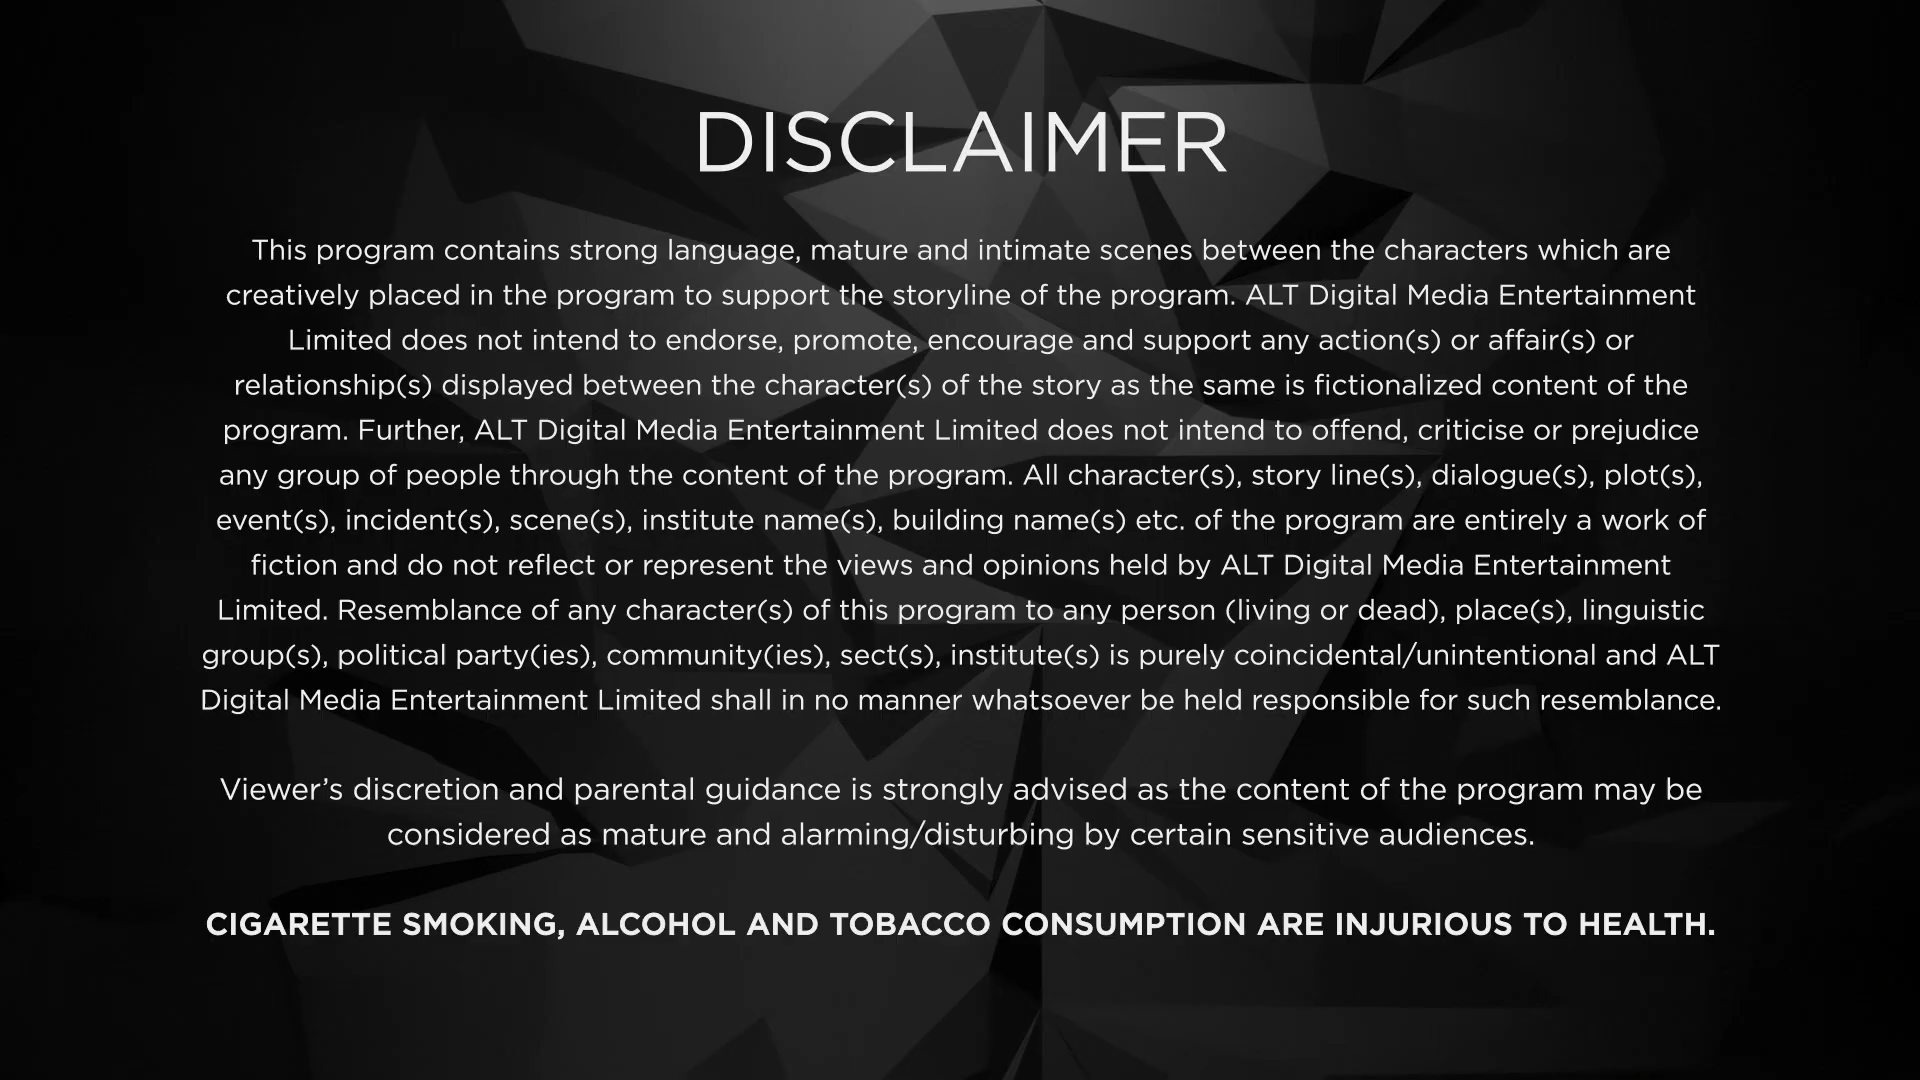 DISCLAIMER
This program contains strong language, mature and intimate scenes between the characters which are
creatively placed in the program to support the storyline of the program. ALT Digital Media Entertainment
Limited does not intend to endorse, promote, encourage and support any action(s) or affair(s) or
relationship(s) displayed between the character(s) of the story as the same is fictionalized content of the
program. Further, ALT Digital Media Entertainment Limited does not intend to offend, criticise or prejudice
any group of people through the content of the program. All character(s), story line(s), dialogue(s), plot(s),
event(s), incident(s), scene(s), institute name(s), building name(s) etc. of the program are entirely a work of
fiction and do not reflect or represent the views and opinions held by ALT Digital Media Entertainment
Limited. Resemblance of any character(s) of this program to any person (living or dead), place(s), linguistic
group(s), political party(ies), community(ies), sect(s), institute(s) is purely coincidental/unintentional and ALT
Digital Media Entertainment Limited shall in no manner whatsoever be held responsible for such resemblance.
Viewer’s discretion and parental guidance is strongly advised as the content of the program may be
considered as mature and alarming/disturbing by certain sensitive audiences.
CIGARETTE SMOKING, ALCOHOL AND TOBACCO CONSUMPTION ARE INJURIOUS TO HEALTH.